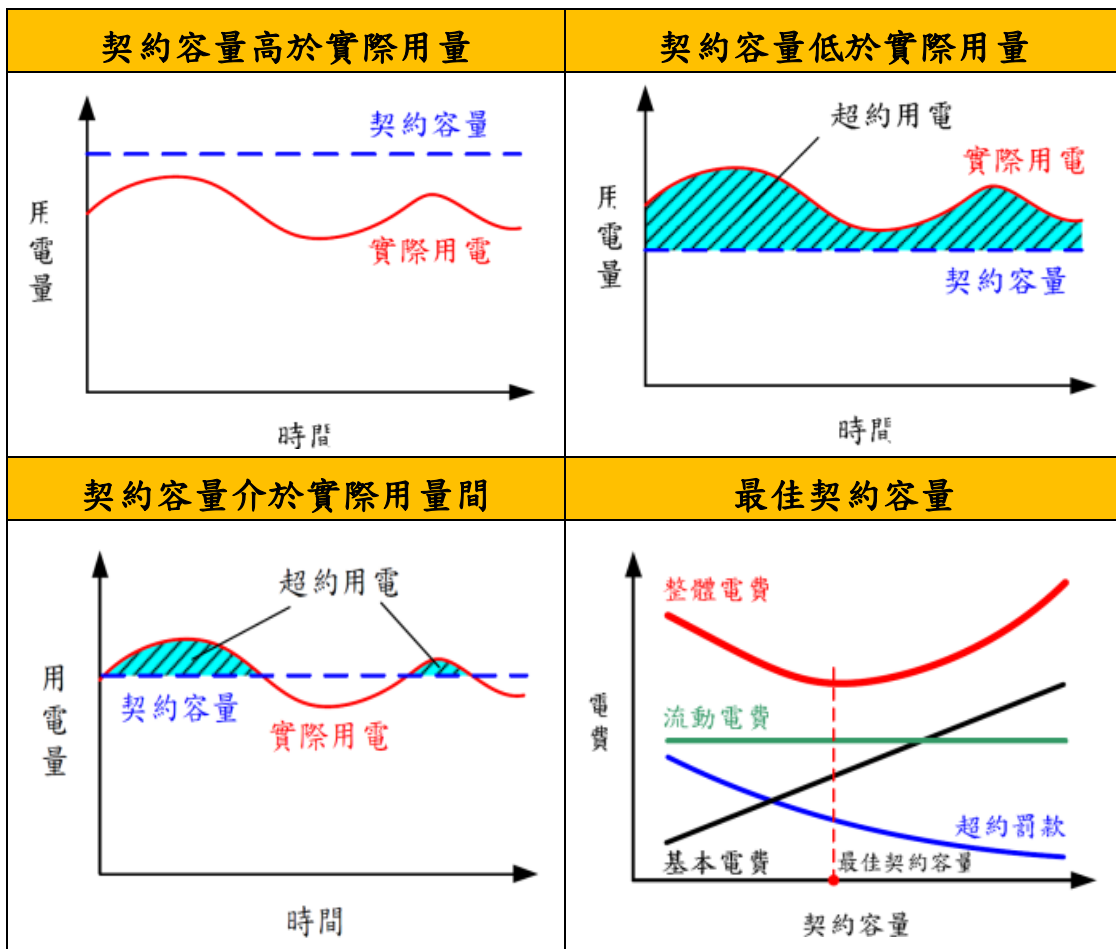 契約容量高於實際用量
契約容量
用電量
實際用電
時間
契約容量低於實際用量
超約用電
實際用電
用電量
契約容量
時間
契約容量介於實際用量間
超約用電
用電量
契約容量
實際用電
時間
最佳契約容量
整體電費
電費
流動電費
超約罰款
基本電費
最佳契約容量
契約容量